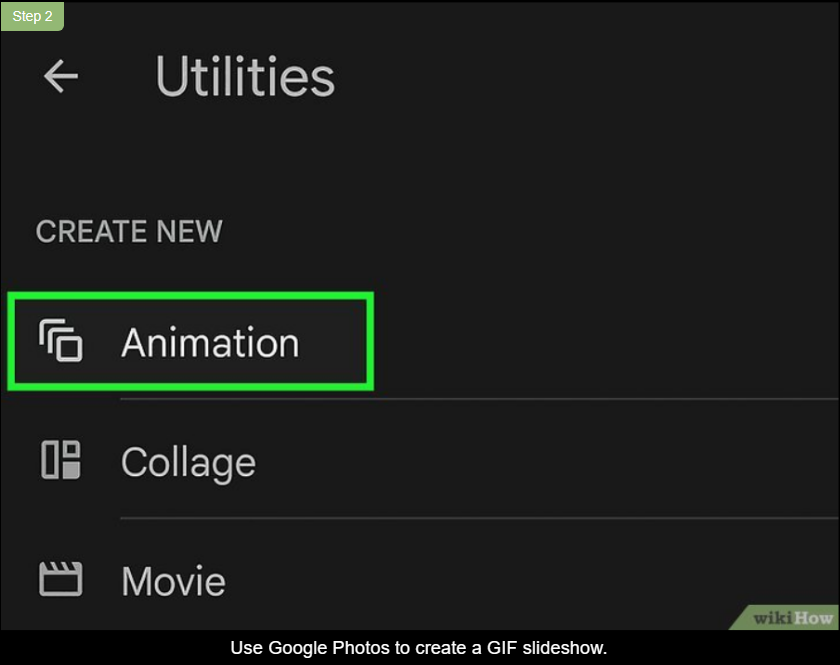 Step 2
Utilities
CREATE NEW
Animation
Collage
Movie
wikiHow
Use Google Photos to create a GIF slideshow.